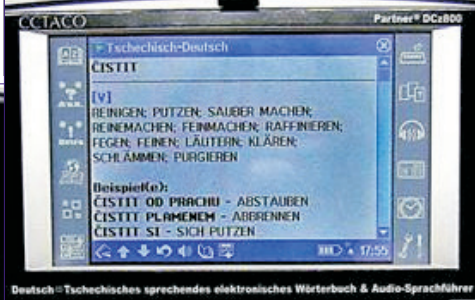 ECTACO
Partner® DCz800
Tschechisch-Deutsch
ČISTIT
[V]
REINIGEN; PUTZEN; SAUBER MACHEN;
REINEMACHEN; FEINMACHEN; RAFFINIEREN;
FEGEN; FEINEN; LÄUTERN; KLÄREN;
SCHLÄMMEN; PURGIEREN
Beispiel(e):
ČISTIT OD PRACHU - ABSTAUBEN
ČISTIT PLAMENEM - ABBRENNEN
ČISTIT SI - SICH PUTZEN
17:55
Deutsch Tschechisches sprechendes elektronisches Wörterbuch & Audio-Sprachführer